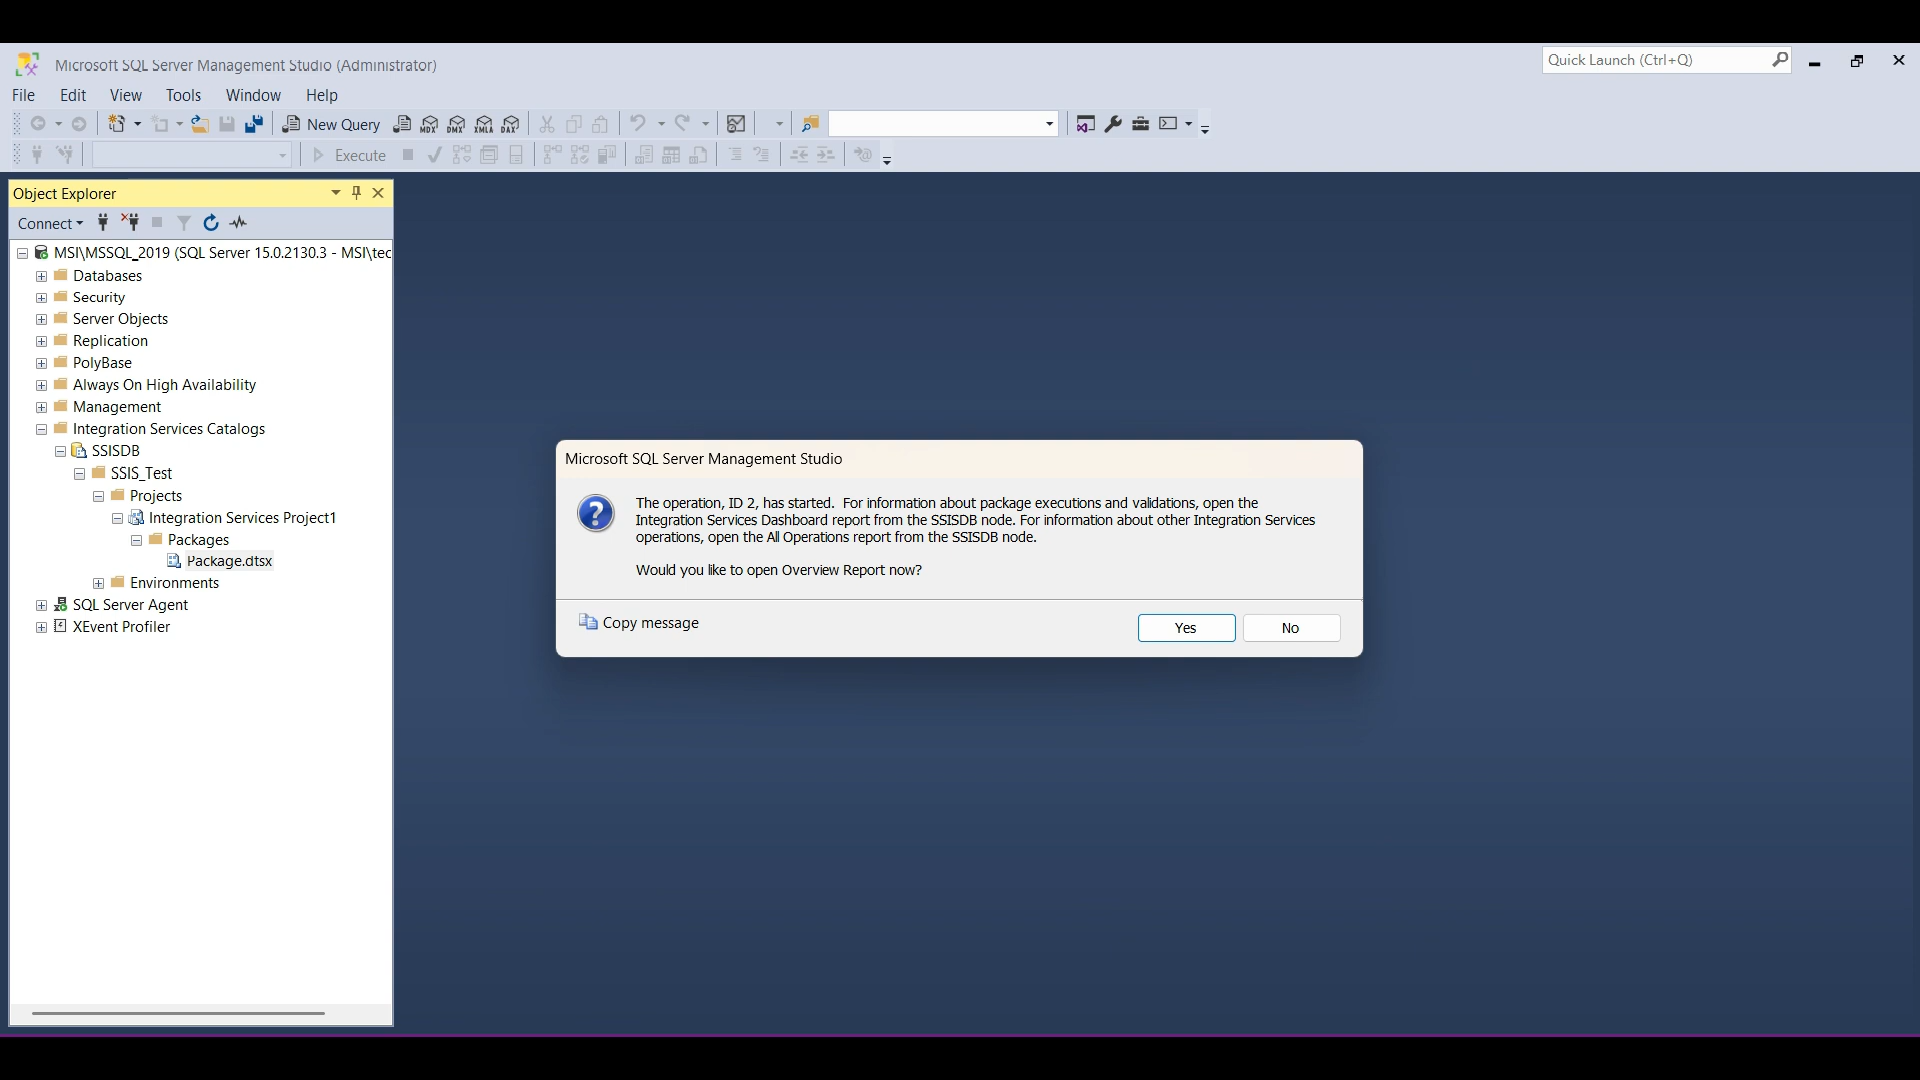 Microsoft SQL Server Management Studio (Administrator)
Quick Launch (Ctrl+Q)
File Edit View Tools Window Help
New Query MDX DMX XMLA DAX
Execute
Object Explorer
Connect
MSI\MSSQL_2019 (SQL Server 15.0.2130.3 - MSI\tec
Databases
Security
Server Objects
Replication
PolyBase
Always On High Availability
Management
Integration Services Catalogs
SSISDB
SSIS_Test
Projects
Integration Services Project1
Packages
Package.dtsx
Environments
SQL Server Agent
XEvent Profiler
Microsoft SQL Server Management Studio
The operation, ID 2, has started.  For information about package executions and validations, open the
Integration Services Dashboard report from the SSISDB node. For information about other Integration Services
operations, open the All Operations report from the SSISDB node.
Would you like to open Overview Report now?
Copy message
Yes
No